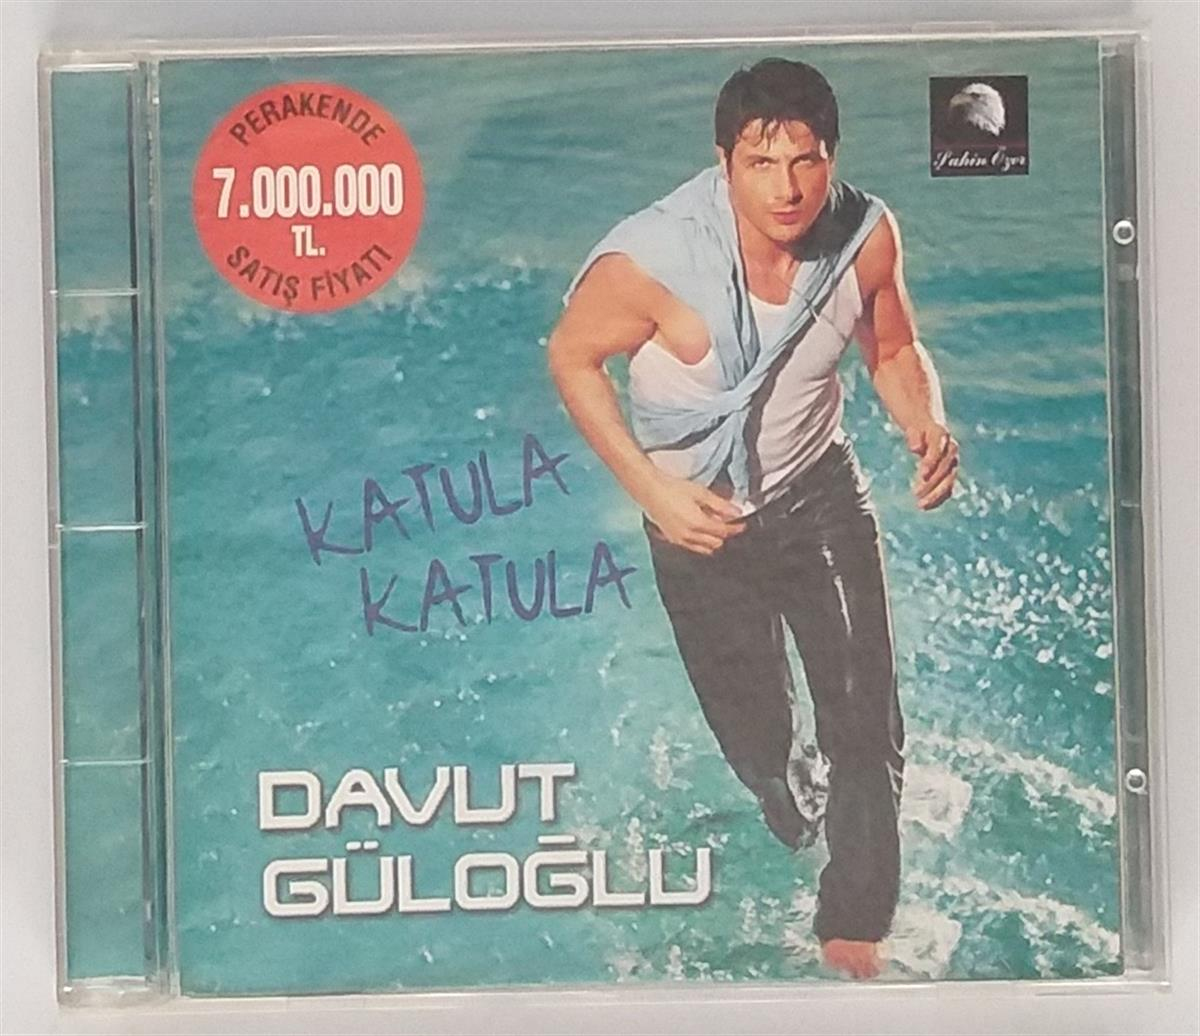 PERAKENDE
7.000.000
TL.
SATIŞ FİYATI
Şahin Özer
KATULA
KATULA
DAVUT
GÜLOĞLU